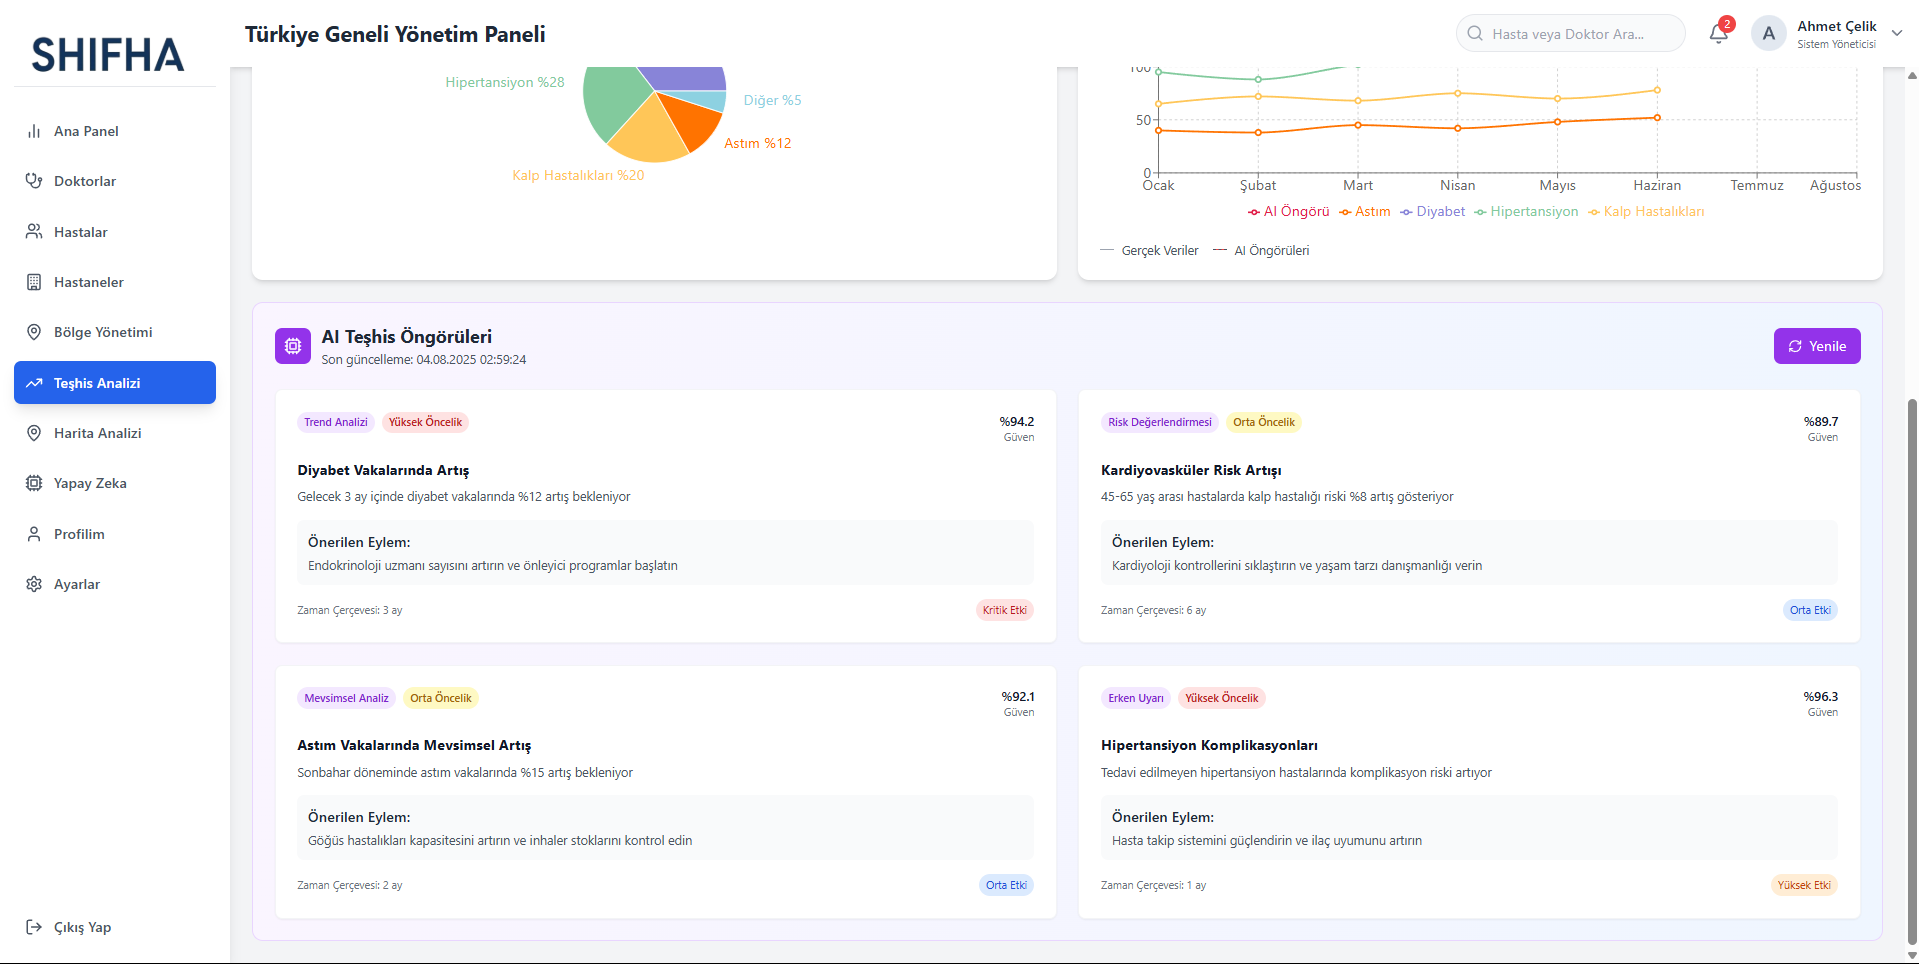 SHIFHA
Ana Panel
Doktorlar
Hastalar
Hastaneler
Bölge Yönetimi
Teşhis Analizi
Harita Analizi
Yapay Zeka
Profilim
Ayarlar
Çıkış Yap
Türkiye Geneli Yönetim Paneli
Hasta veya Doktor Ara...
2
A
Ahmet Çelik
Sistem Yöneticisi
Hipertansiyon %28
Diğer %5
Astım %12
Kalp Hastalıkları %20
100
50
0
Ocak Şubat Mart Nisan Mayıs Haziran Temmuz Ağustos
AI Öngörü Astım Diyabet Hipertansiyon Kalp Hastalıkları
Gerçek Veriler AI Öngörüleri
AI Teşhis Öngörüleri
Son güncelleme: 04.08.2025 02:59:24
Yenile
Trend Analizi Yüksek Öncelik %94.2
Güven
Diyabet Vakalarında Artış
Gelecek 3 ay içinde diyabet vakalarında %12 artış bekleniyor
Önerilen Eylem:
Endokrinoloji uzmanı sayısını artırın ve önleyici programlar başlatın
Zaman Çerçevesi: 3 ay Kritik Etki
Risk Değerlendirmesi Orta Öncelik %89.7
Güven
Kardiyovasküler Risk Artışı
45-65 yaş arası hastalarda kalp hastalığı riski %8 artış gösteriyor
Önerilen Eylem:
Kardiyoloji kontrollerini sıklaştırın ve yaşam tarzı danışmanlığı verin
Zaman Çerçevesi: 6 ay Orta Etki
Mevsimsel Analiz Orta Öncelik %92.1
Güven
Astım Vakalarında Mevsimsel Artış
Sonbahar döneminde astım vakalarında %15 artış bekleniyor
Önerilen Eylem:
Göğüs hastalıkları kapasitesini artırın ve inhaler stoklarını kontrol edin
Zaman Çerçevesi: 2 ay Orta Etki
Erken Uyarı Yüksek Öncelik %96.3
Güven
Hipertansiyon Komplikasyonları
Tedavi edilmeyen hipertansiyon hastalarında komplikasyon riski artıyor
Önerilen Eylem:
Hasta takip sistemini güçlendirin ve ilaç uyumunu artırın
Zaman Çerçevesi: 1 ay Yüksek Etki